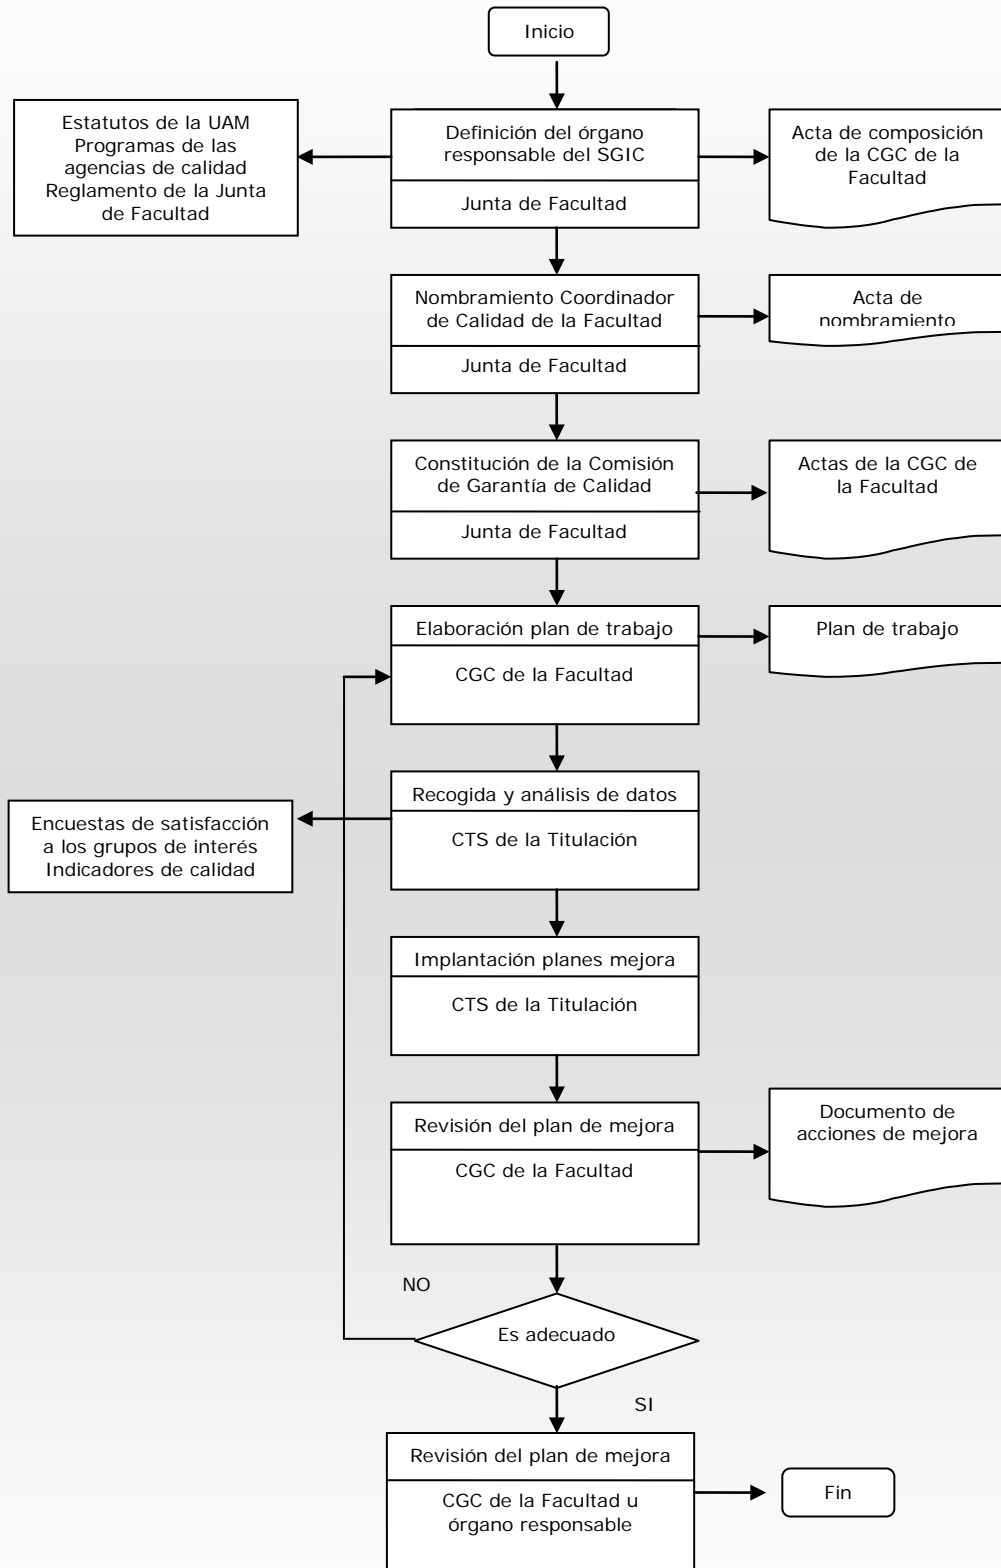 Inicio
Estatutos de la UAM
Programas de las
agencias de calidad
Reglamento de la Junta
de Facultad
Definición del órgano
responsable del SGIC
Junta de Facultad
Acta de composición
de la CGC de la
Facultad
Nombramiento Coordinador
de Calidad de la Facultad
Junta de Facultad
Acta de
nombramiento
Constitución de la Comisión
de Garantía de Calidad
Junta de Facultad
Actas de la CGC de
la Facultad
Elaboración plan de trabajo
CGC de la Facultad
Plan de trabajo
Recogida y análisis de datos
CTS de la Titulación
Encuestas de satisfacción
a los grupos de interés
Indicadores de calidad
Implantación planes mejora
CTS de la Titulación
Revisión del plan de mejora
CGC de la Facultad
Documento de
acciones de mejora
NO
Es adecuado
SI
Revisión del plan de mejora
CGC de la Facultad u
órgano responsable
Fin